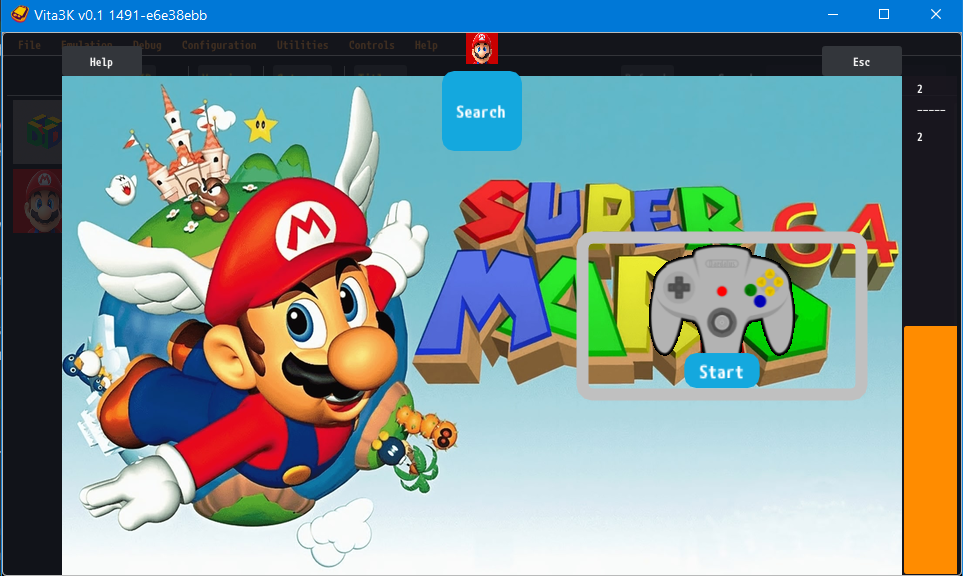 Vita3K v0.1 1491-e6e38ebb
File Emulation Debug Configuration Utilities Controls Help
Help
Esc
Search
2
-----
2
M
SUPER
MARIO
64
Start